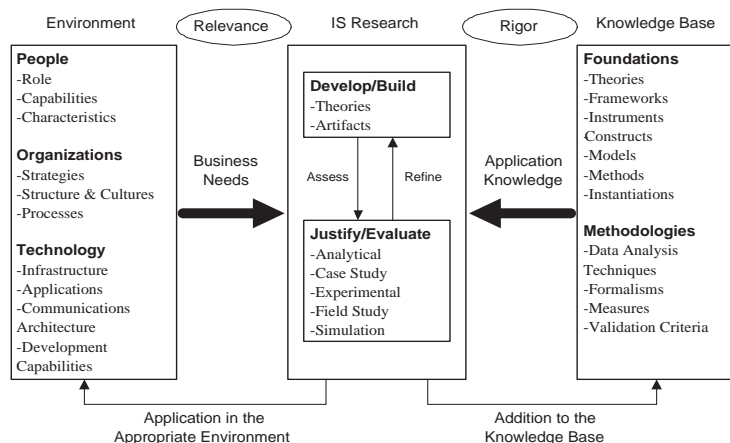 Environment
Relevance
IS Research
Rigor
Knowledge Base
People
-Role
-Capabilities
-Characteristics
Organizations
-Strategies
-Structure & Cultures
-Processes
Technology
-Infrastructure
-Applications
-Communications
Architecture
-Development
Capabilities
Business
Needs
Develop/Build
-Theories
-Artifacts
Assess
Refine
Justify/Evaluate
-Analytical
-Case Study
-Experimental
-Field Study
-Simulation
Application
Knowledge
Foundations
-Theories
-Frameworks
-Instruments
-Constructs
-Models
-Methods
-Instantiations
Methodologies
-Data Analysis
Techniques
-Formalisms
-Measures
-Validation Criteria
Application in the
Appropriate Environment
Addition to the
Knowledge Base